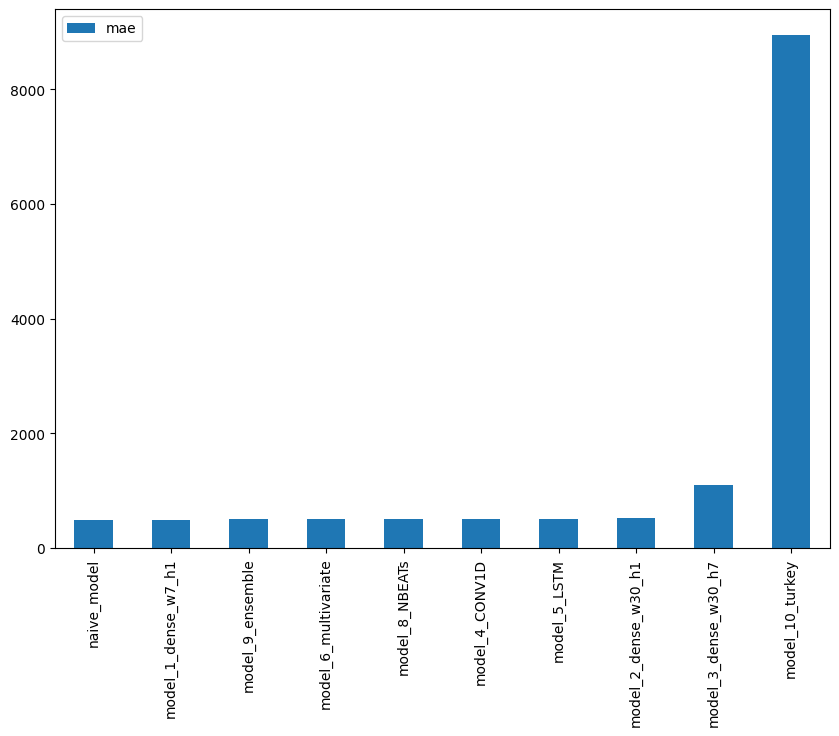 mae
8000
6000
4000
2000
0
naive_model
model_1_dense_w7_h1
model_9_ensemble
model_6_multivariate
model_8_NBEATs
model_4_CONV1D
model_5_LSTM
model_2_dense_w30_h1
model_3_dense_w30_h7
model_10_turkey